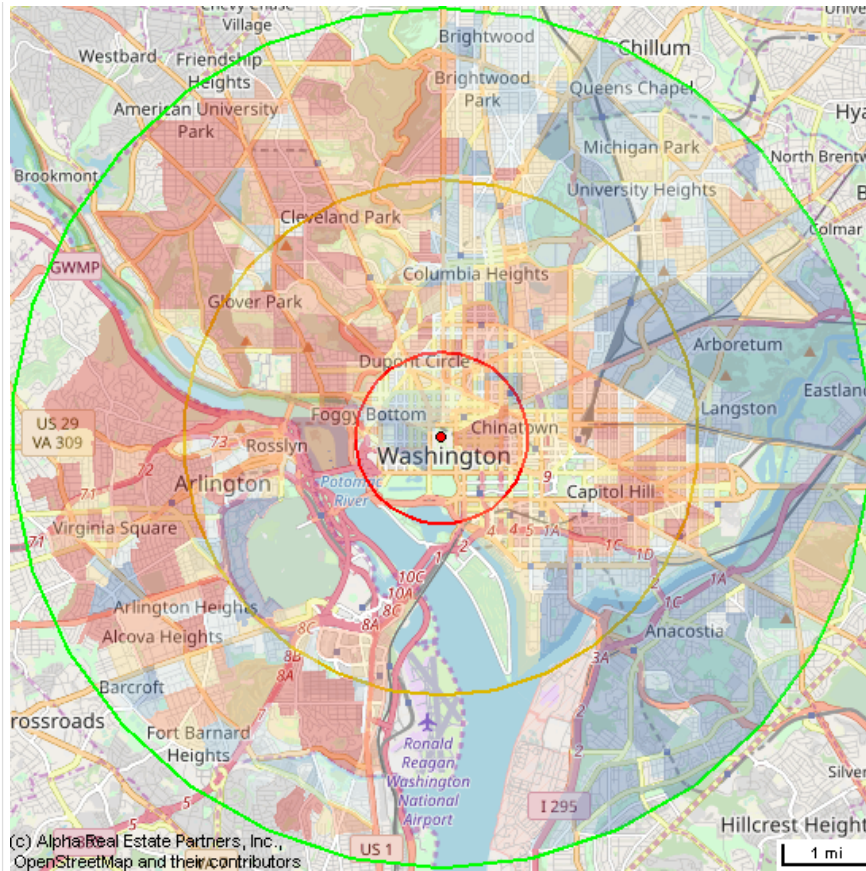 Chevy Chase
Village
Brightwood
Chillum
Westbard
Friendship
Heights
Brightwood
Park
Queens Chapel
American University
Park
Hya
Michigan Park
North Brentw
Brookmont
University Heights
B
Cleveland Park
Colmar
GWMP
Columbia Heights
Glover Park
Arboretum
Dupont Circle
Eastland
US 29
VA 309
Foggy Bottom
Chinatown
Langston
73
Rosslyn
Washington
72
71
Arlington
Potomac
River
9
Capitol Hill
Virginia Square
71
1
2
4
4
5
1A
1C
1D
10C
10A
8C
8A
2
1A
1C
Arlington Heights
8C
Alcova Heights
8B
Anacostia
3A
Barcroft
7
2
rossroads
Fort Barnard
Heights
Ronald
Reagan
Washington
National
Airport
2
Silver
5
I 295
5
US 1
Hillcrest Height
(c) Alpha Real Estate Partners, Inc.,
OpenStreetMap and their contributors
1 mi